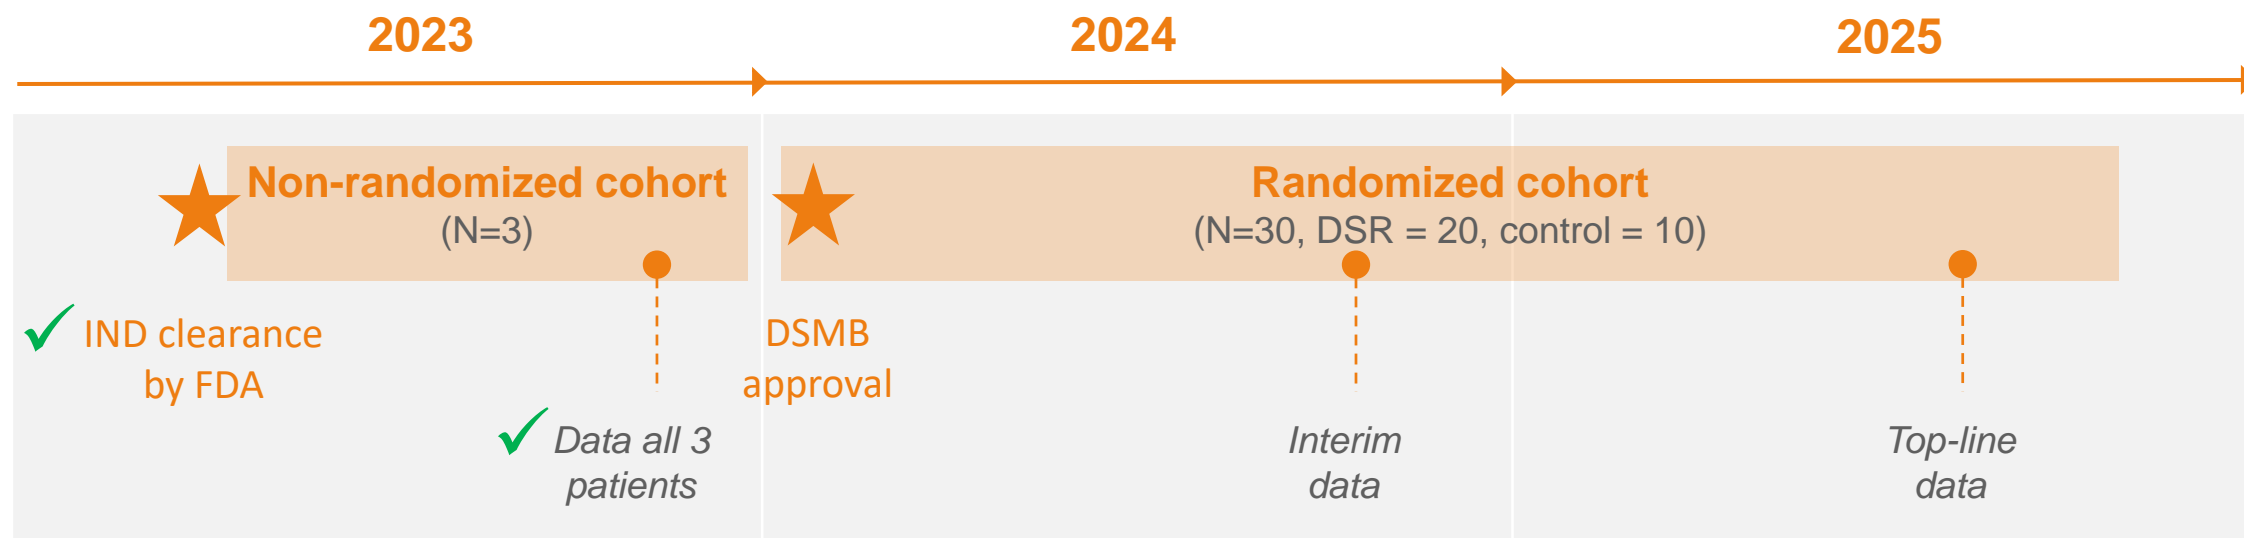 2023
2024
2025
Non-randomized cohort
(N=3)
Randomized cohort
(N=30, DSR = 20, control = 10)
IND clearance
by FDA
DSMB
approval
Data all 3
patients
Interim
data
Top-line
data